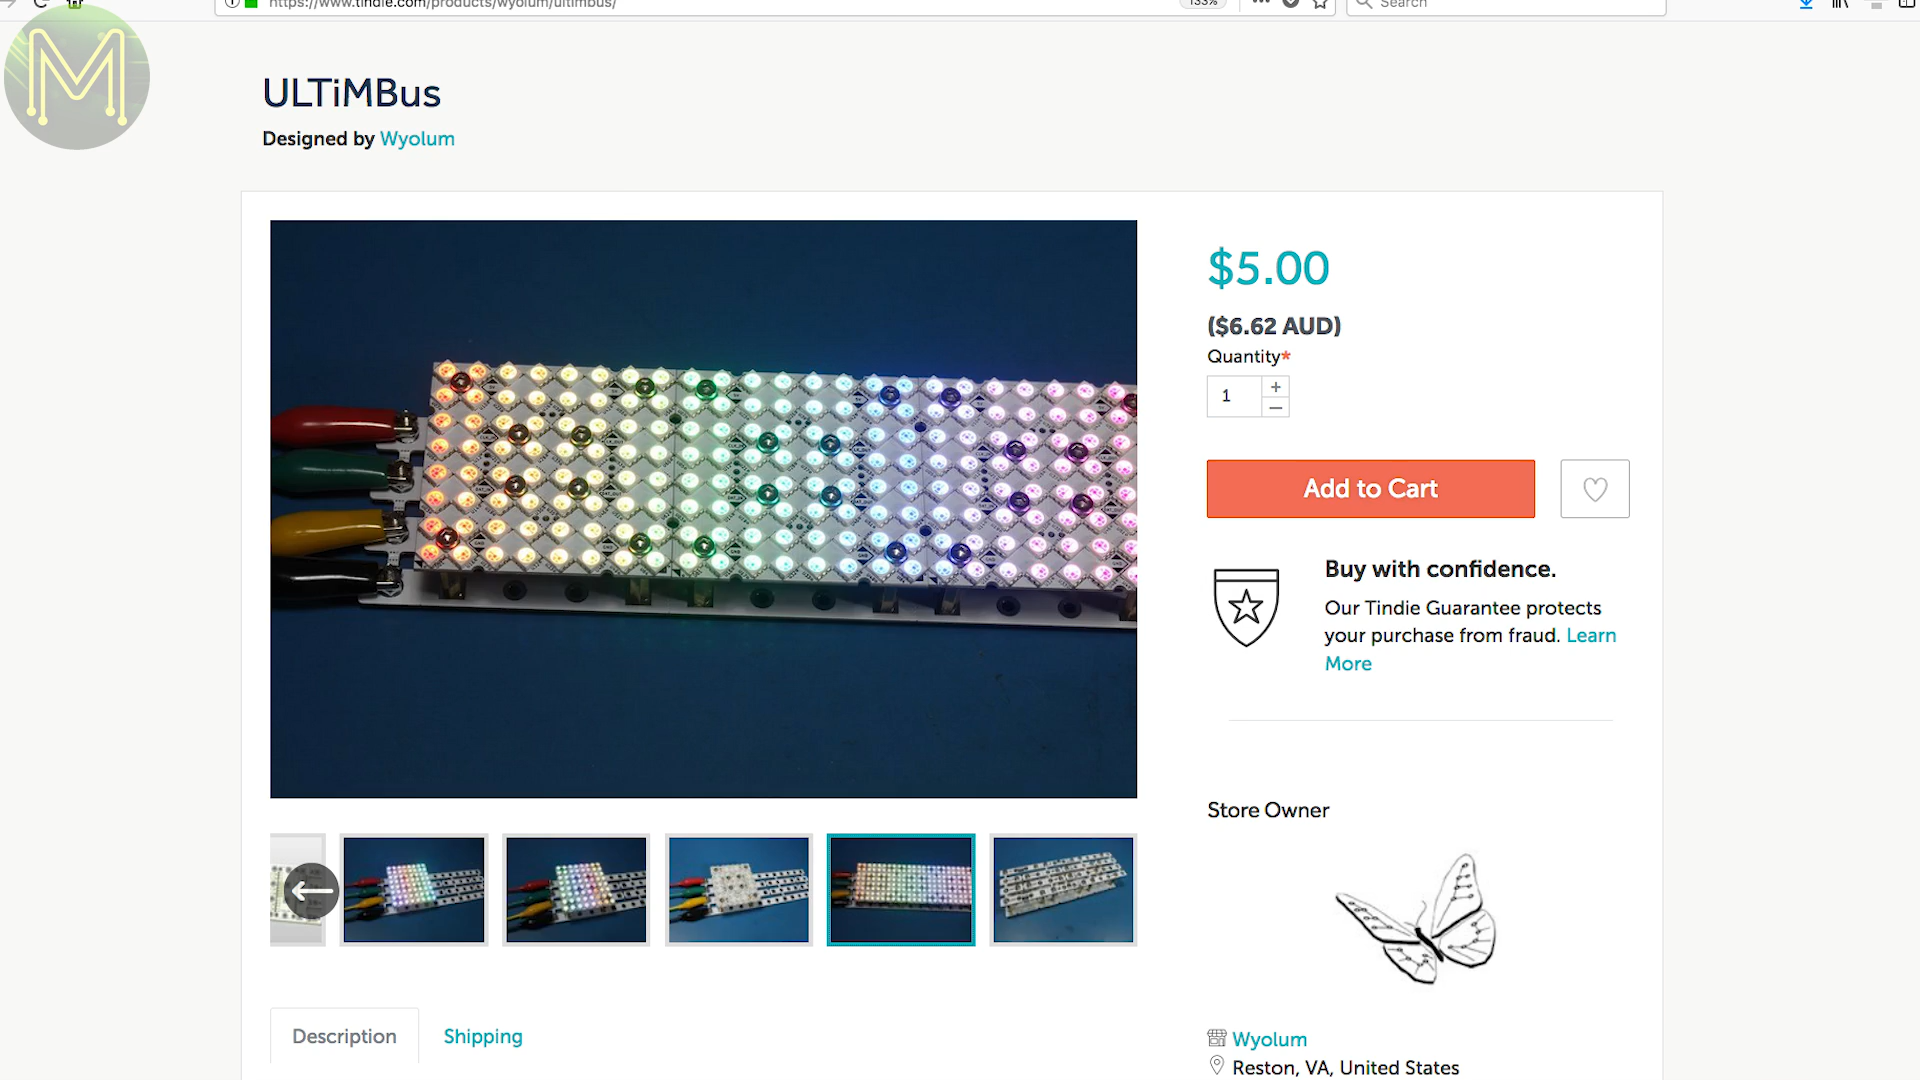 https://www.tindie.com/products/wyolum/ultimbus/
133%
Search
M
ULTiMBus
Designed by Wyolum
$5.00
($6.62 AUD)
Quantity*
1
+
−
Add to Cart
Buy with confidence.
Our Tindie Guarantee protects
your purchase from fraud. Learn
More
Store Owner
Description
Shipping
Wyolum
Reston, VA, United States